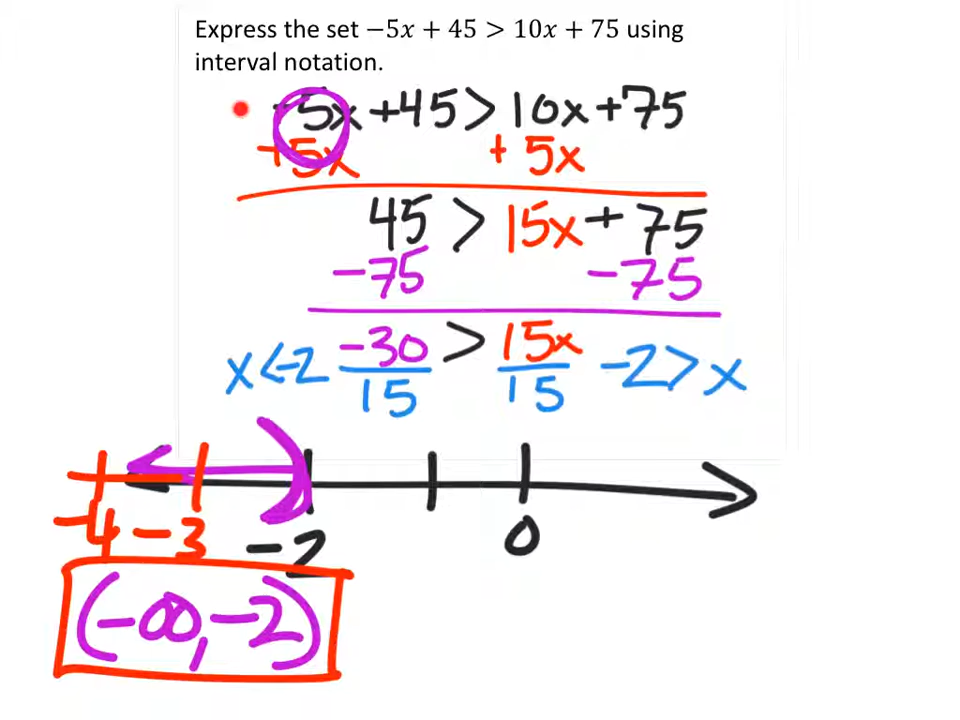 Express the set −5x + 45 > 10x + 75 using
interval notation.
-5x +45 > 10x +75
+5x + 5x
45 > 15x + 75
-75 -75
x<-2 -30/15 > 15x/15 -2 > x
-4 -3 -2 0
(-∞, -2)